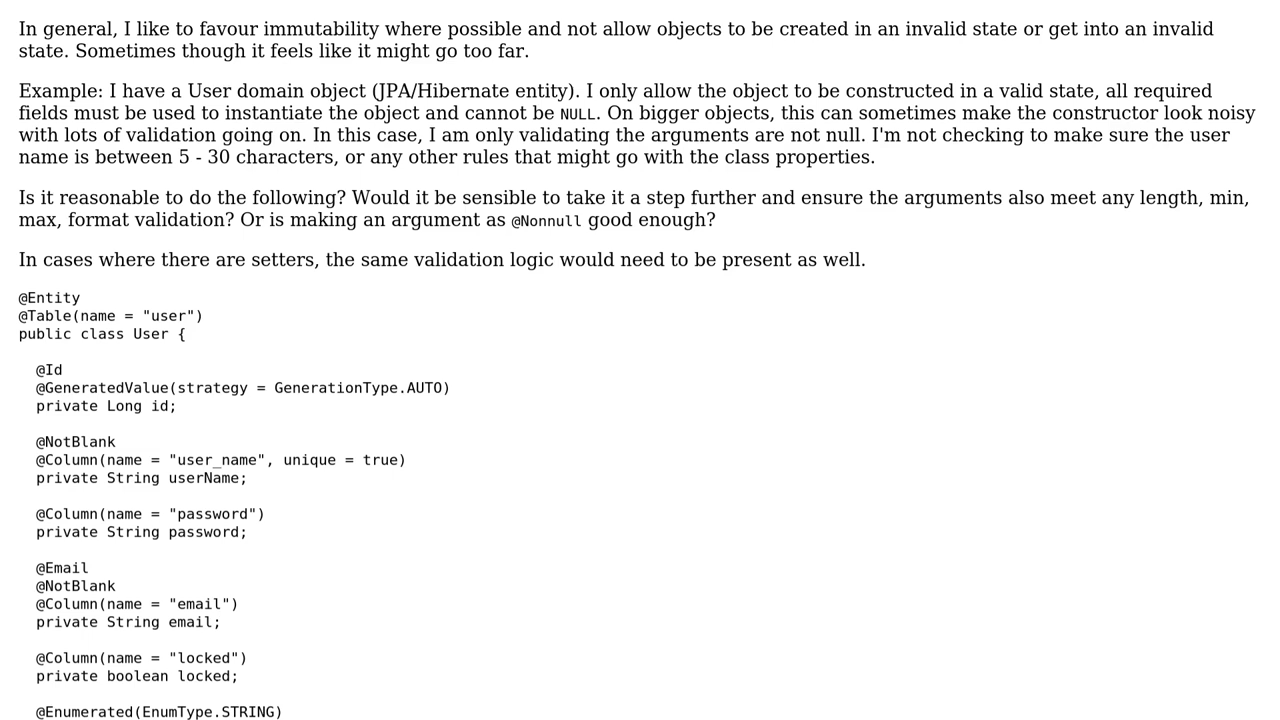 In general, I like to favour immutability where possible and not allow objects to be created in an invalid state or get into an invalid
state. Sometimes though it feels like it might go too far.
Example: I have a User domain object (JPA/Hibernate entity). I only allow the object to be constructed in a valid state, all required
fields must be used to instantiate the object and cannot be NULL. On bigger objects, this can sometimes make the constructor look noisy
with lots of validation going on. In this case, I am only validating the arguments are not null. I'm not checking to make sure the user
name is between 5 - 30 characters, or any other rules that might go with the class properties.
Is it reasonable to do the following? Would it be sensible to take it a step further and ensure the arguments also meet any length, min,
max, format validation? Or is making an argument as @Nonnull good enough?
In cases where there are setters, the same validation logic would need to be present as well.
@Entity
@Table(name = "user")
public class User {
@Id
@GeneratedValue(strategy = GenerationType.AUTO)
private Long id;
@NotBlank
@Column(name = "user_name", unique = true)
private String userName;
@Column(name = "password")
private String password;
@Email
@NotBlank
@Column(name = "email")
private String email;
@Column(name = "locked")
private boolean locked;
@Enumerated(EnumType.STRING)